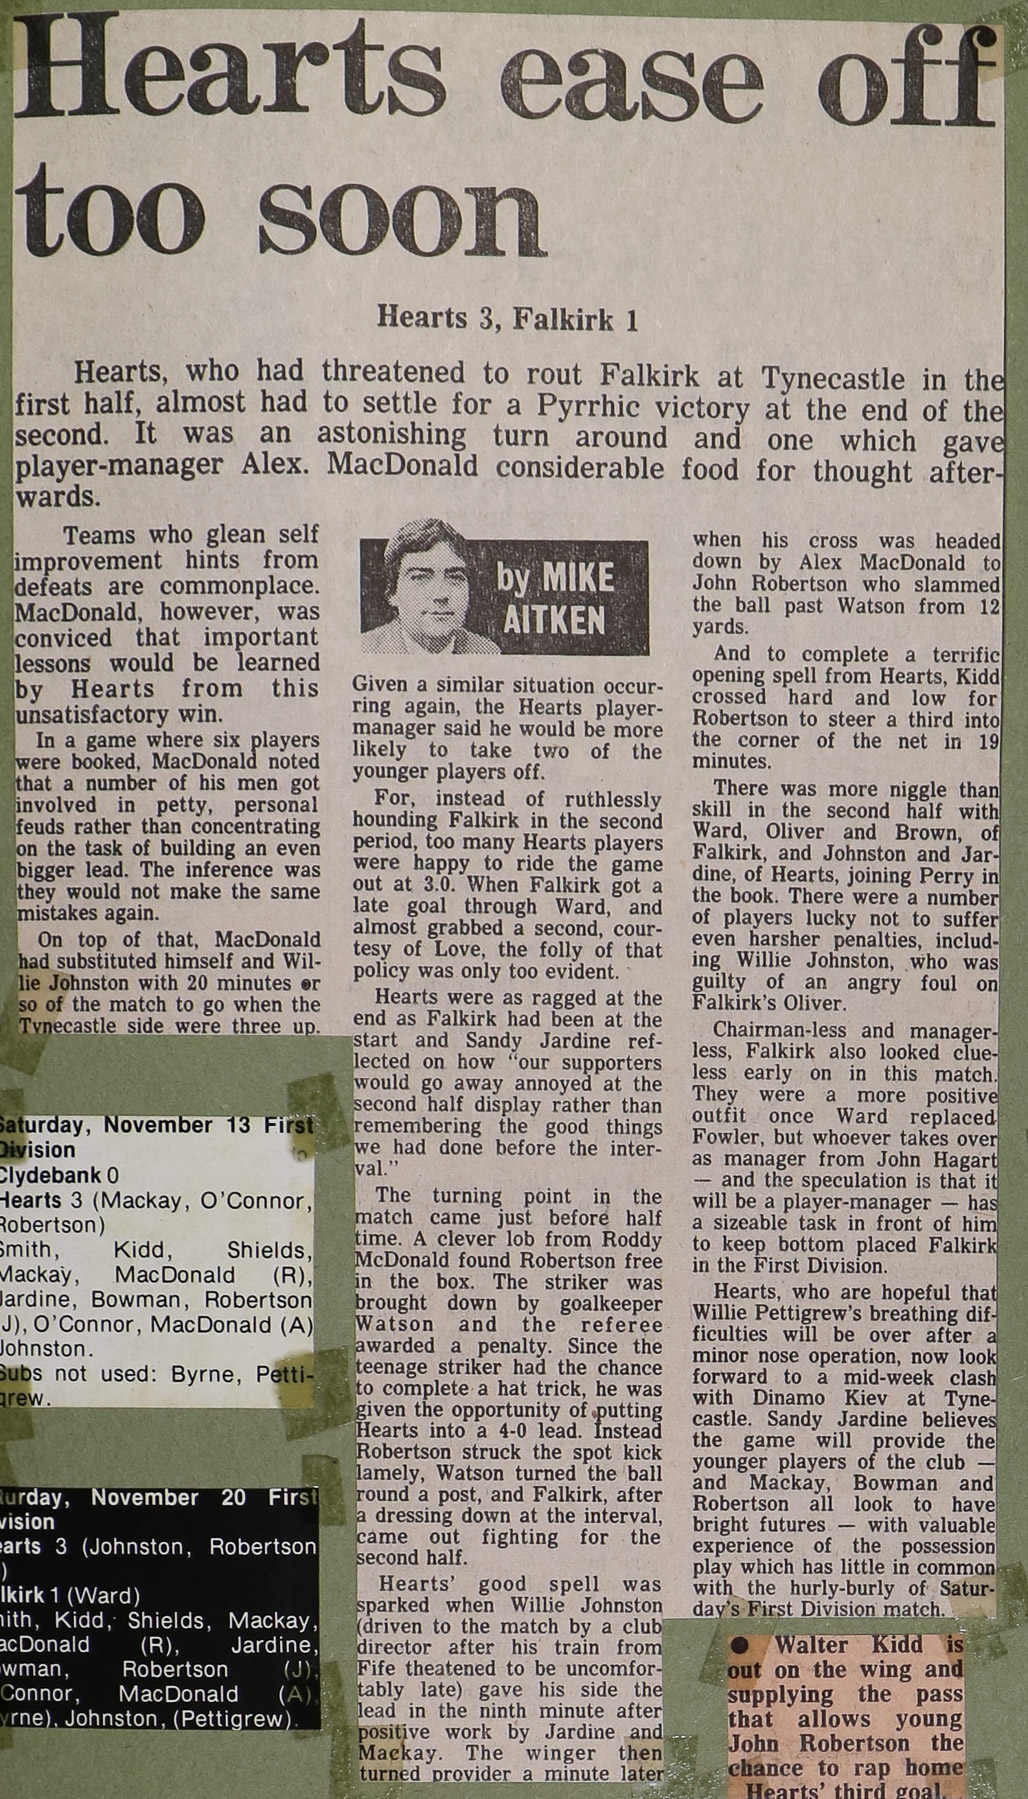 Hearts ease off
too soon
Hearts 3, Falkirk 1
Hearts, who had threatened to rout Falkirk at Tynecastle in the
first half, almost had to settle for a Pyrrhic victory at the end of the
second. It was an astonishing turn around and one which gave
player-manager Alex. MacDonald considerable food for thought after-
wards.
Teams who glean self
improvement hints from
defeats are commonplace.
MacDonald, however, was
conviced that important
lessons would be learned
by Hearts from this
unsatisfactory win.
In a game where six players
were booked, MacDonald noted
that a number of his men got
involved in petty, personal
feuds rather than concentrating
on the task of building an even
bigger lead. The inference was
they would not make the same
mistakes again.
On top of that, MacDonald
had substituted himself and Wil-
lie Johnston with 20 minutes or
so of the match to go when the
Tynecastle side were three up.
by MIKE
AITKEN
Given a similar situation occur-
ring again, the Hearts player-
manager said he would be more
likely to take two of the
younger players off.
For, instead of ruthlessly
hounding Falkirk in the second
period, too many Hearts players
were happy to ride the game
out at 3.0. When Falkirk got a
late goal through Ward, and
almost grabbed a second, cour-
tesy of Love, the folly of that
policy was only too evident.
Hearts were as ragged at the
end as Falkirk had been at the
start and Sandy Jardine ref-
lected on how "our supporters
would go away annoyed at the
second half display rather than
remembering the good things
we had done before the inter-
val."
The turning point in the
match came just before half
time. A clever lob from Roddy
McDonald found Robertson free
in the box. The striker was
brought down by goalkeeper
Watson and the referee
awarded a penalty. Since the
teenage striker had the chance
to complete a hat trick, he was
given the opportunity of putting
Hearts into a 4-0 lead. Instead
Robertson struck the spot kick
lamely, Watson turned the ball
round a post, and Falkirk, after
a dressing down at the interval,
came out fighting for the
second half.
Hearts' good spell was
sparked when Willie Johnston
(driven to the match by a club
director after his train from
Fife theatened to be uncomfor-
tably late) gave his side the
lead in the ninth minute after
positive work by Jardine and
Mackay. The winger then
turned provider a minute later
when his cross was headed
down by Alex MacDonald to
John Robertson who slammed
the ball past Watson from 12
yards.
And to complete a terrific
opening spell from Hearts, Kidd
crossed hard and low for
Robertson to steer a third into
the corner of the net in 19
minutes.
There was more niggle than
skill in the second half with
Ward, Oliver and Brown, of
Falkirk, and Johnston and Jar-
dine, of Hearts, joining Perry in
the book. There were a number
of players lucky not to suffer
even harsher penalties, includ-
ing Willie Johnston, who was
guilty of an angry foul on
Falkirk's Oliver.
Chairman-less and manager-
less, Falkirk also looked clue-
less early on in this match.
They were a more positive
outfit once Ward replaced
Fowler, but whoever takes over
as manager from John Hagart
— and the speculation is that it
will be a player-manager — has
a sizeable task in front of him
to keep bottom placed Falkirk
in the First Division.
Hearts, who are hopeful that
Willie Pettigrew's breathing dif-
ficulties will be over after a
minor nose operation, now look
forward to a mid-week clash
with Dinamo Kiev at Tyne-
castle. Sandy Jardine believes
the game will provide the
younger players of the club —
and Mackay, Bowman and
Robertson all look to have
bright futures — with valuable
experience of the possession
play which has little in common
with the hurly-burly of Satur-
day's First Division match.
Saturday, November 13 First
Division
Clydebank 0
Hearts 3 (Mackay, O'Connor,
Robertson)
Smith, Kidd, Shields,
Mackay, MacDonald (R),
Jardine, Bowman, Robertson
(J), O'Connor, MacDonald (A)
Johnston.
Subs not used: Byrne, Petti-
grew.
urday, November 20 First
vision
earts 3 (Johnston, Robertson
)
lkirk 1 (Ward)
ith, Kidd, Shields, Mackay,
acDonald (R), Jardine,
wman, Robertson (J),
Connor, MacDonald (A),
yrne), Johnston, (Pettigrew).
● Walter Kidd is
out on the wing and
supplying the pass
that allows young
John Robertson the
chance to rap home
Hearts' third goal.